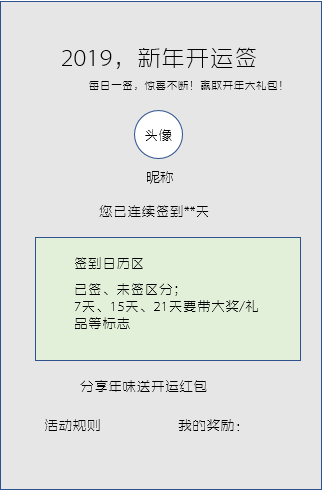 2019，新年开运签
每日一签，惊喜不断！赢取开年大礼包！
头像
昵称
您已连续签到**天
签到日历区
已签、未签区分；
7天、15天、21天要带大奖/礼
品等标志
分享年味送开运红包
活动规则
我的奖励：